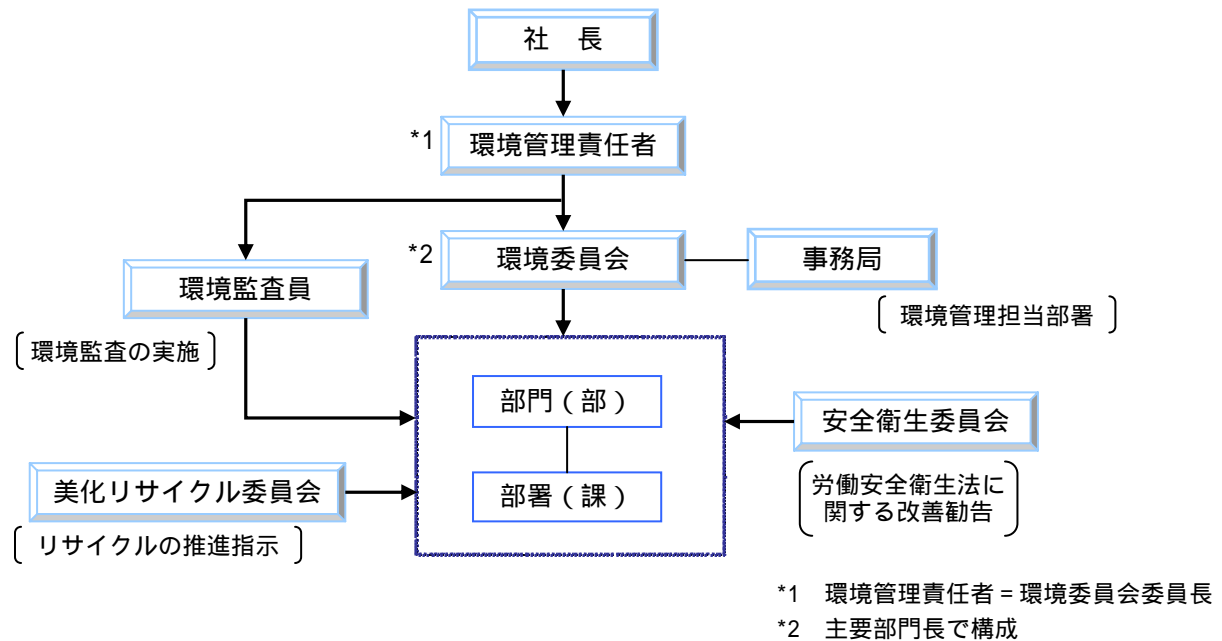 社 長
*1 環境管理責任者
*2 環境委員会
事務局
環境監査員
〔 環境管理担当部署 〕
〔 環境監査の実施 〕
部門（部）
安全衛生委員会
美化リサイクル委員会
部署（課）
労働安全衛生法に
関する改善勧告
〔 リサイクルの推進指示 〕
*1 環境管理責任者＝環境委員会委員長
*2 主要部門長で構成